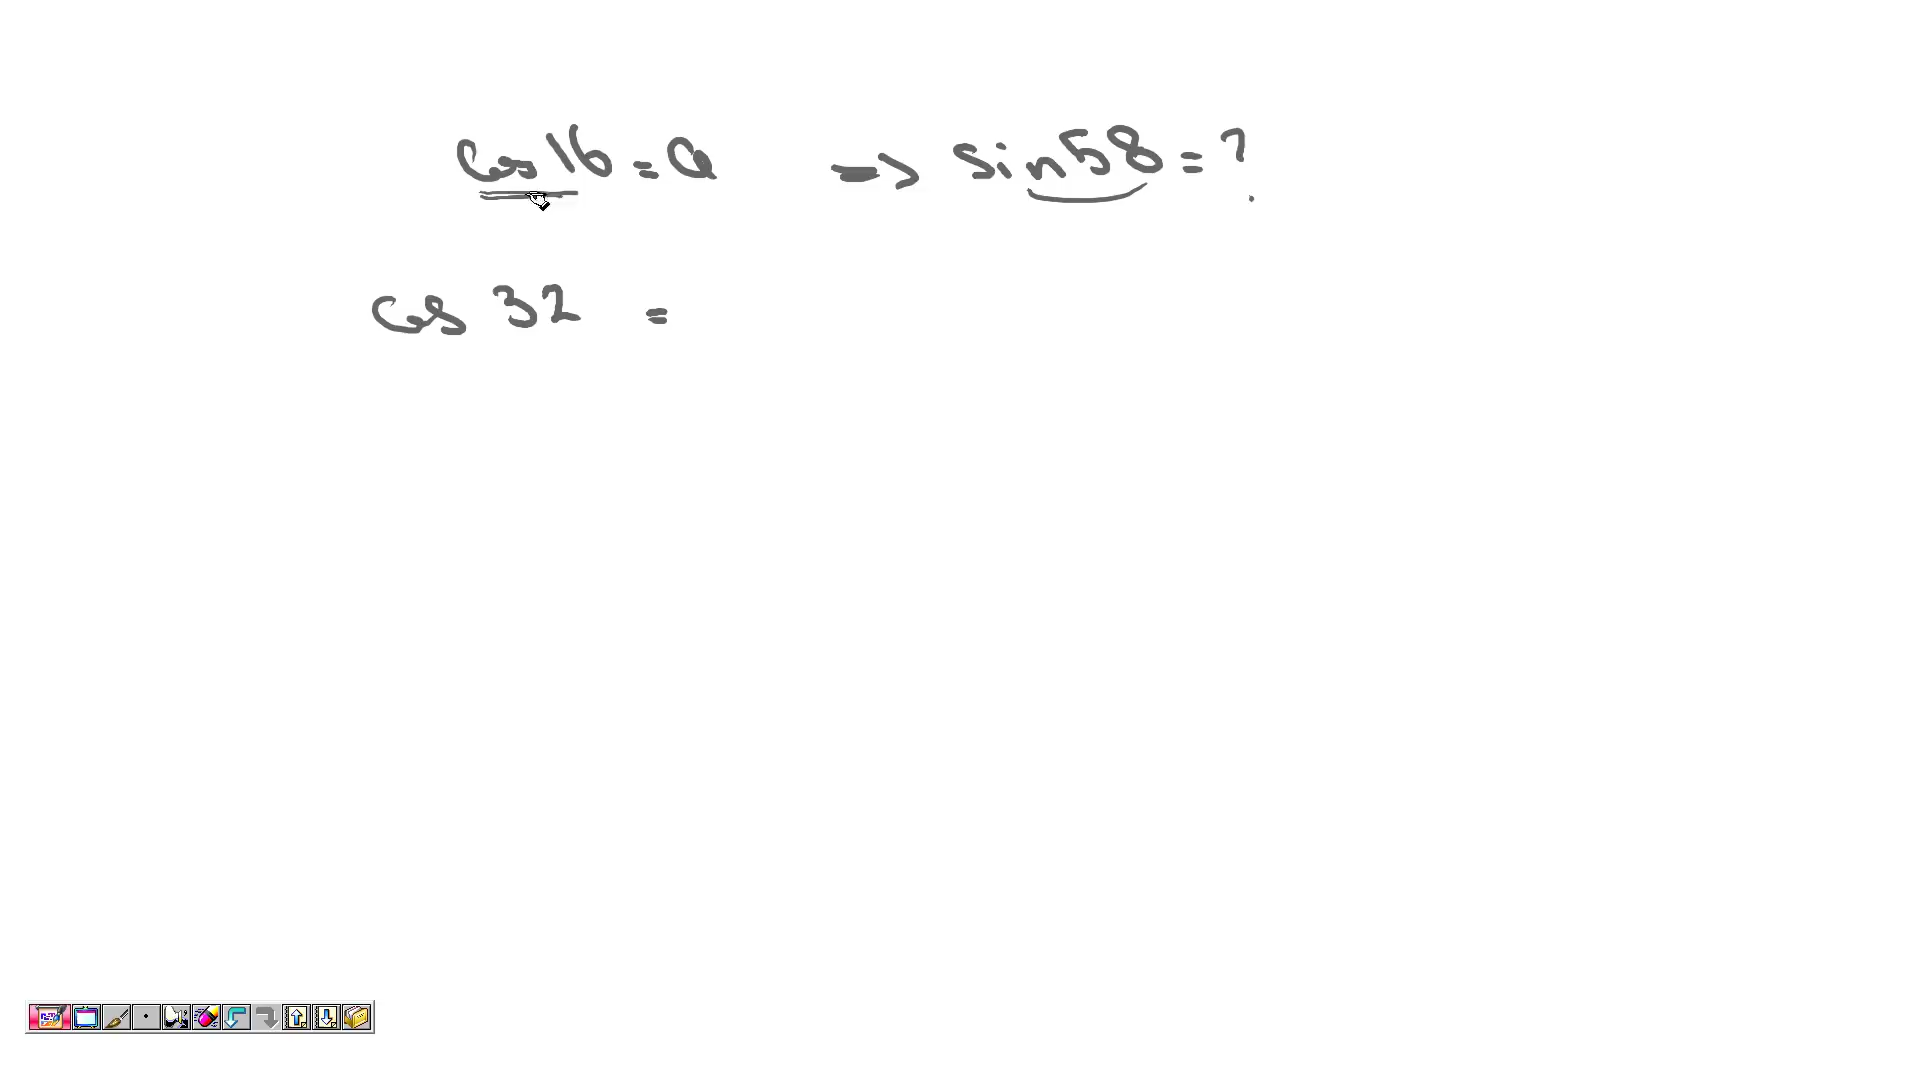 cos16 = a => sin58 = ?
cos 32 =